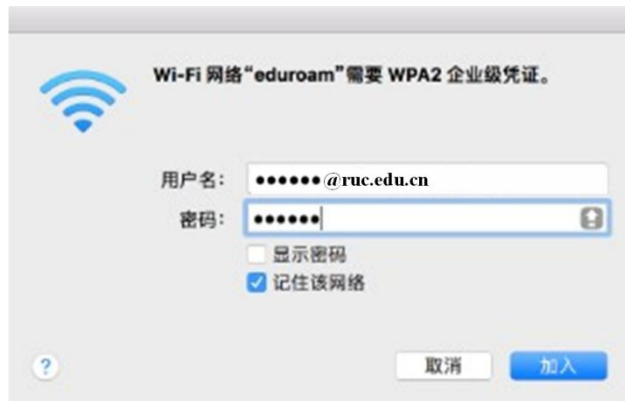 Wi-Fi 网络“eduroam”需要 WPA2 企业级凭证。
用户名: ••••••@ruc.edu.cn
密码: ••••••
显示密码
记住该网络
?
取消
加入